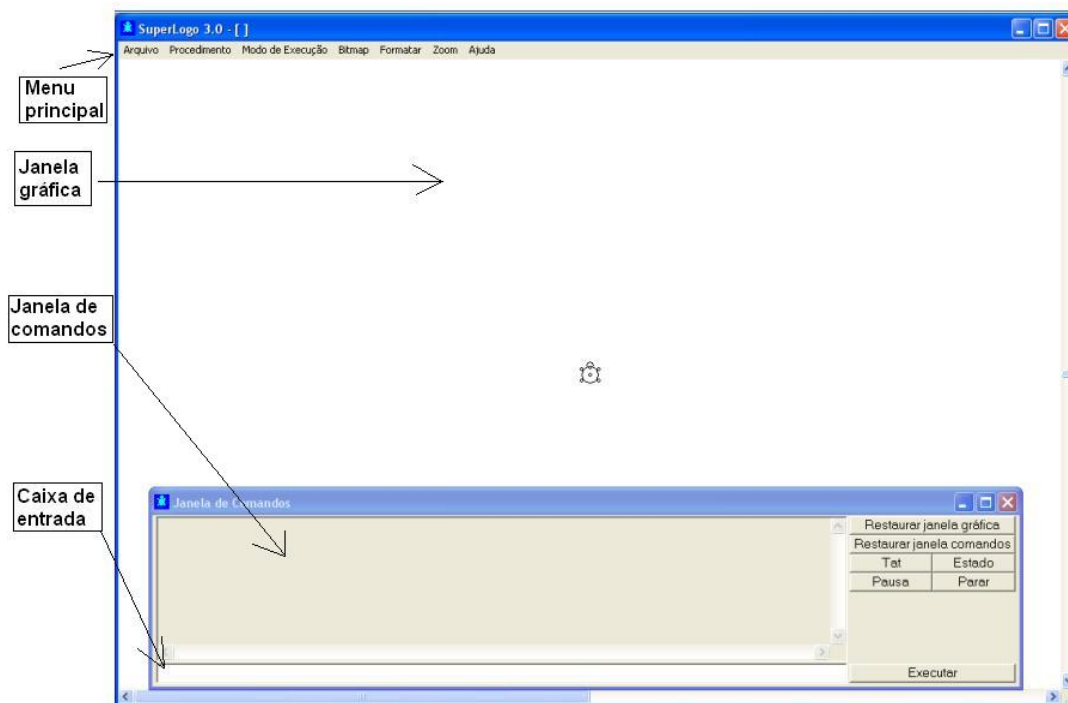 SuperLogo 3.0 - [ ]
Arquivo Procedimento Modo de Execução Bitmap Formatar Zoom Ajuda
Menu
principal
Janela
gráfica
Janela de
comandos
Caixa de
entrada
Janela de Comandos
Restaurar janela gráfica
Restaurar janela comandos
Tat Estado
Pausa Parar
Executar